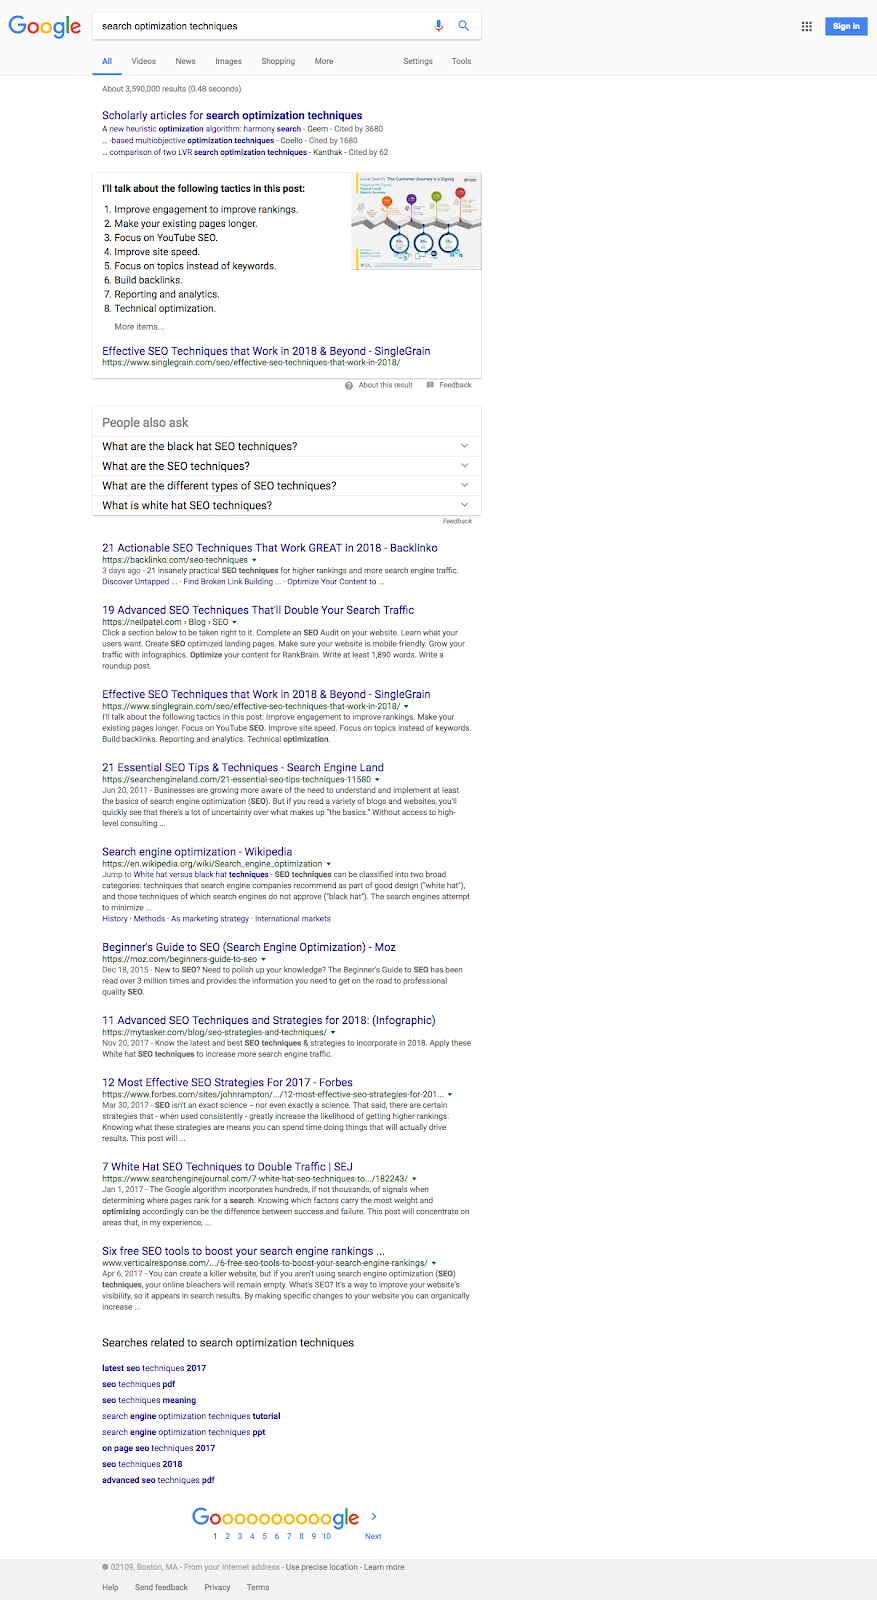 Google
search optimization techniques
Sign in
All Videos News Images Shopping More Settings Tools
About 3,590,000 results (0.48 seconds)
Scholarly articles for search optimization techniques
A new heuristic optimization algorithm: harmony search - Geem - Cited by 3680
... -based multiobjective optimization techniques - Coello - Cited by 1680
... comparison of two LVR search optimization techniques - Kanthak - Cited by 62
I'll talk about the following tactics in this post:
1. Improve engagement to improve rankings.
2. Make your existing pages longer.
3. Focus on YouTube SEO.
4. Improve site speed.
5. Focus on topics instead of keywords.
6. Build backlinks.
7. Reporting and analytics.
8. Technical optimization.
More items...
Local Search: The Customer Journey is a Zigzag
Effective SEO Techniques that Work in 2018 & Beyond - SingleGrain
https://www.singlegrain.com/seo/effective-seo-techniques-that-work-in-2018/
About this result Feedback
People also ask
What are the black hat SEO techniques?
What are the SEO techniques?
What are the different types of SEO techniques?
What is white hat SEO techniques?
Feedback
21 Actionable SEO Techniques That Work GREAT in 2018 - Backlinko
https://backlinko.com/seo-techniques
3 days ago - 21 insanely practical SEO techniques for higher rankings and more search engine traffic.
Discover Untapped ... · Find Broken Link Building ... · Optimize Your Content to ...
19 Advanced SEO Techniques That'll Double Your Search Traffic
https://neilpatel.com › Blog › SEO
Click a section below to be taken right to it. Complete an SEO Audit on your website. Learn what your
users want. Create SEO optimized landing pages. Make sure your website is mobile-friendly. Grow your
traffic with infographics. Optimize your content for RankBrain. Write at least 1,890 words. Write a
roundup post.
Effective SEO Techniques that Work in 2018 & Beyond - SingleGrain
https://www.singlegrain.com/seo/effective-seo-techniques-that-work-in-2018/
I'll talk about the following tactics in this post: Improve engagement to improve rankings. Make your
existing pages longer. Focus on YouTube SEO. Improve site speed. Focus on topics instead of keywords.
Build backlinks. Reporting and analytics. Technical optimization.
21 Essential SEO Tips & Techniques - Search Engine Land
https://searchengineland.com/21-essential-seo-tips-techniques-11580
Jun 20, 2011 - Businesses are growing more aware of the need to understand and implement at least
the basics of search engine optimization (SEO). But if you read a variety of blogs and websites, you'll
quickly see that there's a lot of uncertainty over what makes up "the basics." Without access to high-
level consulting ...
Search engine optimization - Wikipedia
https://en.wikipedia.org/wiki/Search_engine_optimization
Jump to White hat versus black hat techniques - SEO techniques can be classified into two broad
categories: techniques that search engine companies recommend as part of good design ("white hat"),
and those techniques of which search engines do not approve ("black hat"). The search engines attempt
to minimize ...
History · Methods · As marketing strategy · International markets
Beginner's Guide to SEO (Search Engine Optimization) - Moz
https://moz.com/beginners-guide-to-seo
Dec 18, 2015 - New to SEO? Need to polish up your knowledge? The Beginner's Guide to SEO has been
read over 3 million times and provides the information you need to get on the road to professional
quality SEO.
11 Advanced SEO Techniques and Strategies for 2018: (Infographic)
https://mytasker.com/blog/seo-strategies-and-techniques/
Nov 20, 2017 - Know the latest and best SEO techniques & strategies to incorporate in 2018. Apply these
White hat SEO techniques to increase more search engine traffic.
12 Most Effective SEO Strategies For 2017 - Forbes
https://www.forbes.com/sites/johnrampton/.../12-most-effective-seo-strategies-for-201...
Mar 30, 2017 - SEO isn't an exact science – nor even exactly a science. That said, there are certain
strategies that - when used consistently - greatly increase the likelihood of getting higher rankings.
Knowing what these strategies are means you can spend time doing things that will actually drive
results. This post will ...
7 White Hat SEO Techniques to Double Traffic | SEJ
https://www.searchenginejournal.com/7-white-hat-seo-techniques-to.../182243/
Jan 1, 2017 - The Google algorithm incorporates hundreds, if not thousands, of signals when
determining where pages rank for a search. Knowing which factors carry the most weight and
optimizing accordingly can be the difference between success and failure. This post will concentrate on
areas that, in my experience, ...
Six free SEO tools to boost your search engine rankings ...
www.verticalresponse.com/.../6-free-seo-tools-to-boost-your-search-engine-rankings/
Apr 6, 2017 - You can create a killer website, but if you aren't using search engine optimization (SEO)
techniques, your online bleachers will remain empty. What's SEO? It's a way to improve your website's
visibility, so it appears in search results. By making specific changes to your website you can organically
increase ...
Searches related to search optimization techniques
latest seo techniques 2017
seo techniques pdf
seo techniques meaning
search engine optimization techniques tutorial
search engine optimization techniques ppt
on page seo techniques 2017
seo techniques 2018
advanced seo techniques pdf
Goooooooooogle
1 2 3 4 5 6 7 8 9 10 Next
02109, Boston, MA - From your Internet address - Use precise location - Learn more
Help Send feedback Privacy Terms